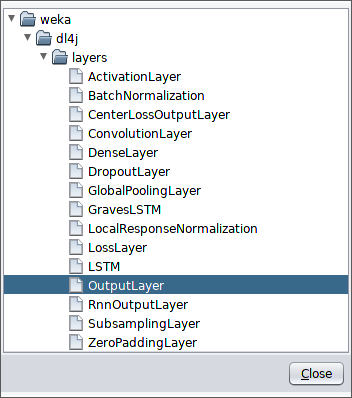 weka
dl4j
layers
ActivationLayer
BatchNormalization
CenterLossOutputLayer
ConvolutionLayer
DenseLayer
DropoutLayer
GlobalPoolingLayer
GravesLSTM
LocalResponseNormalization
LossLayer
LSTM
OutputLayer
RnnOutputLayer
SubsamplingLayer
ZeroPaddingLayer
Close